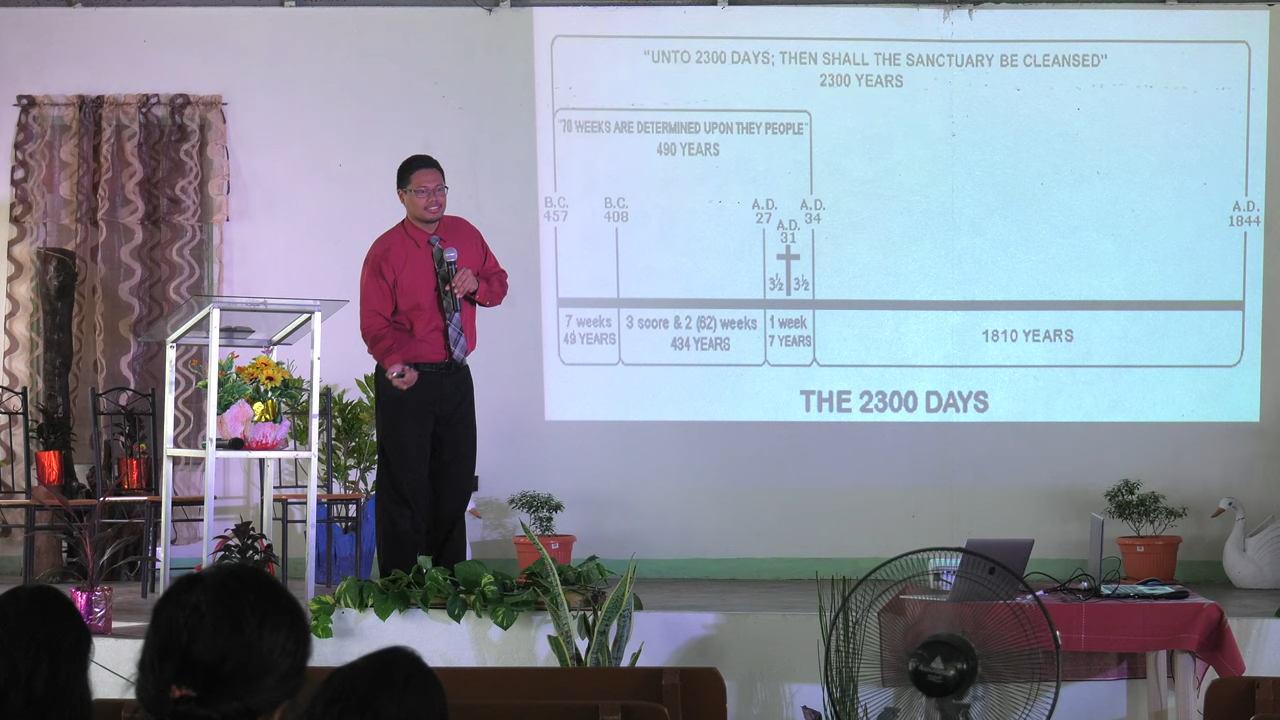 "UNTO 2300 DAYS; THEN SHALL THE SANCTUARY BE CLEANSED"
2300 YEARS
"70 WEEKS ARE DETERMINED UPON THEY PEOPLE"
490 YEARS
B.C.
457
B.C.
408
A.D.
27
A.D.
31
A.D.
34
A.D.
1844
3½ 3½
7 weeks
49 YEARS
3 score & 2 (62) weeks
434 YEARS
1 week
7 YEARS
1810 YEARS
THE 2300 DAYS